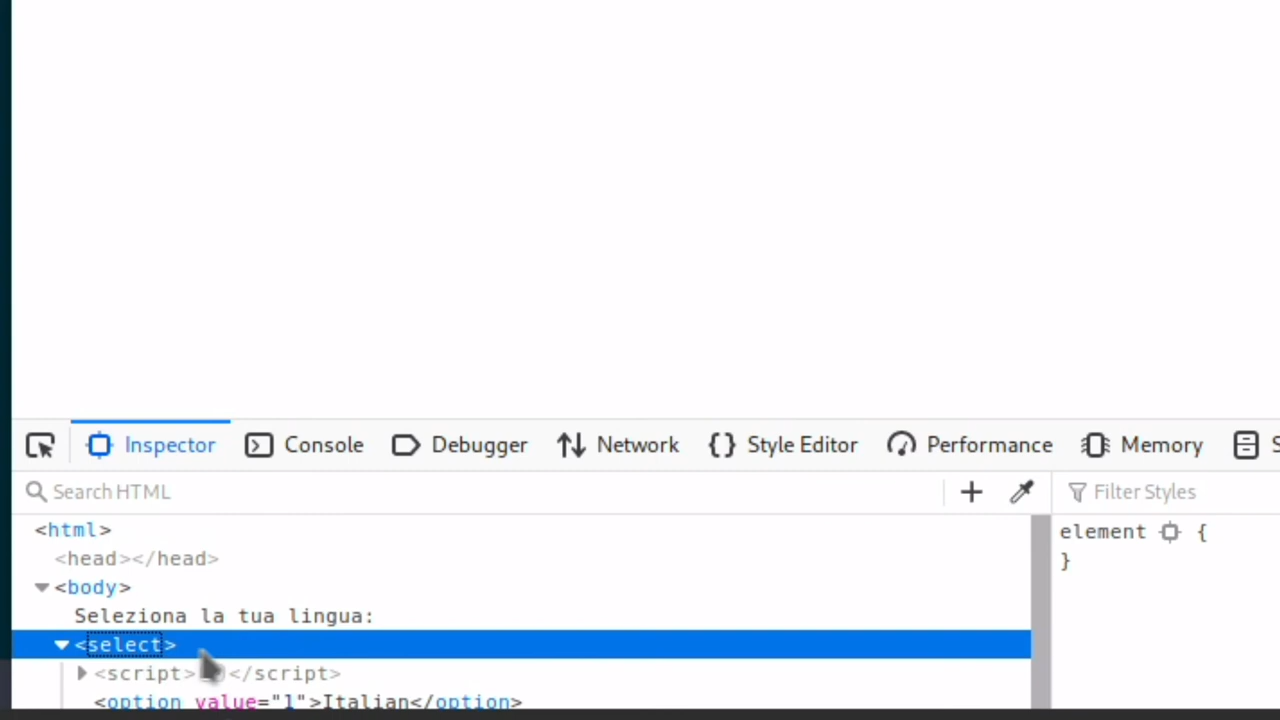 Inspector Console Debugger Network Style Editor Performance Memory
Search HTML Filter Styles
<html>
<head></head>
<body>
Seleziona la tua lingua:
<select>
<script> </script>
<option value="1">Italian</option>
element {
}